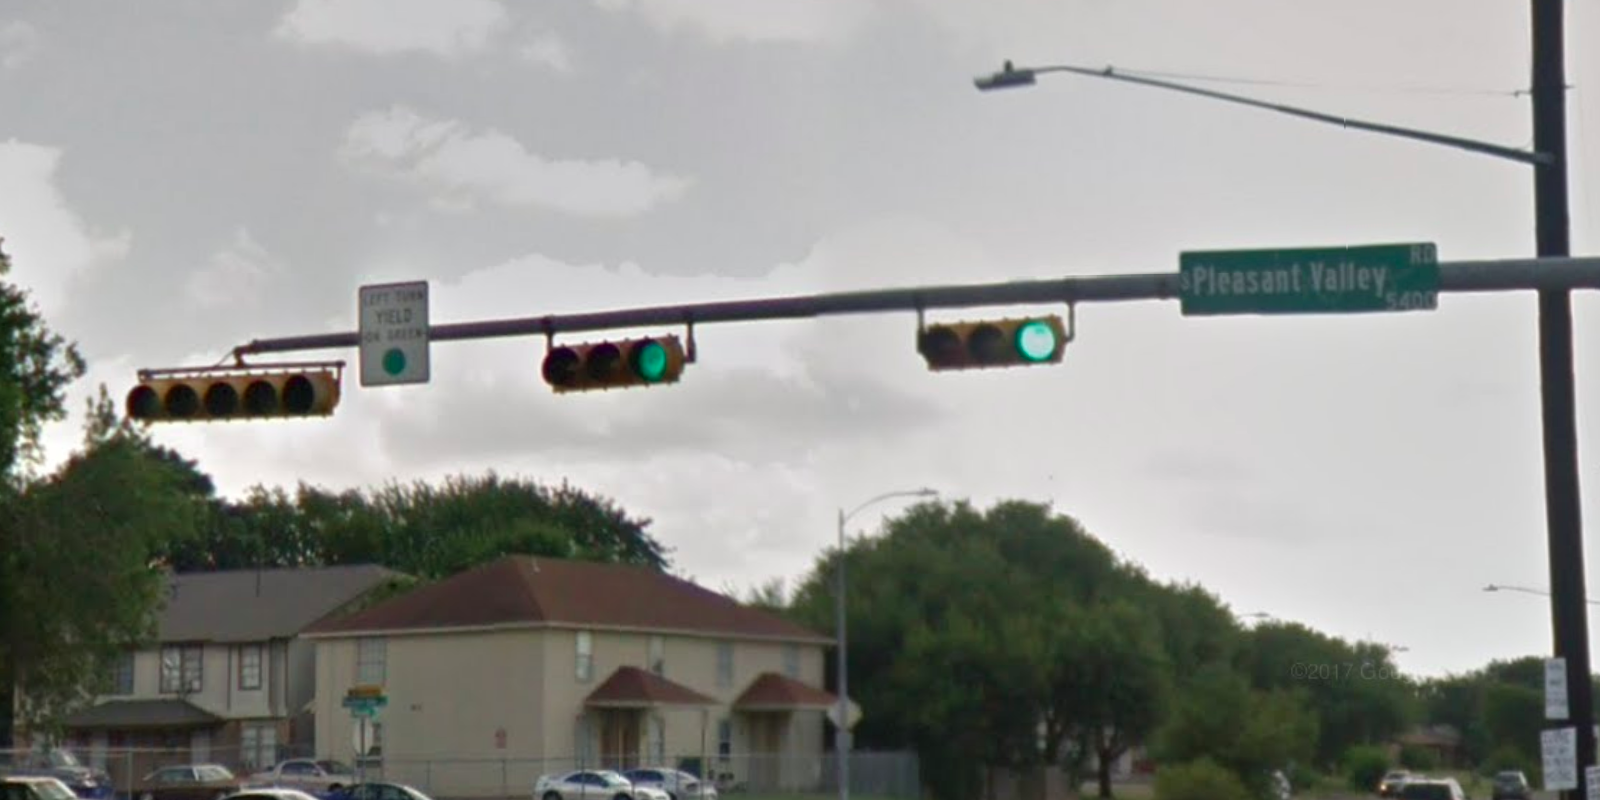 LEFT TURN
YIELD
ON GREEN
S Pleasant Valley RD
5400
©2017 Goo